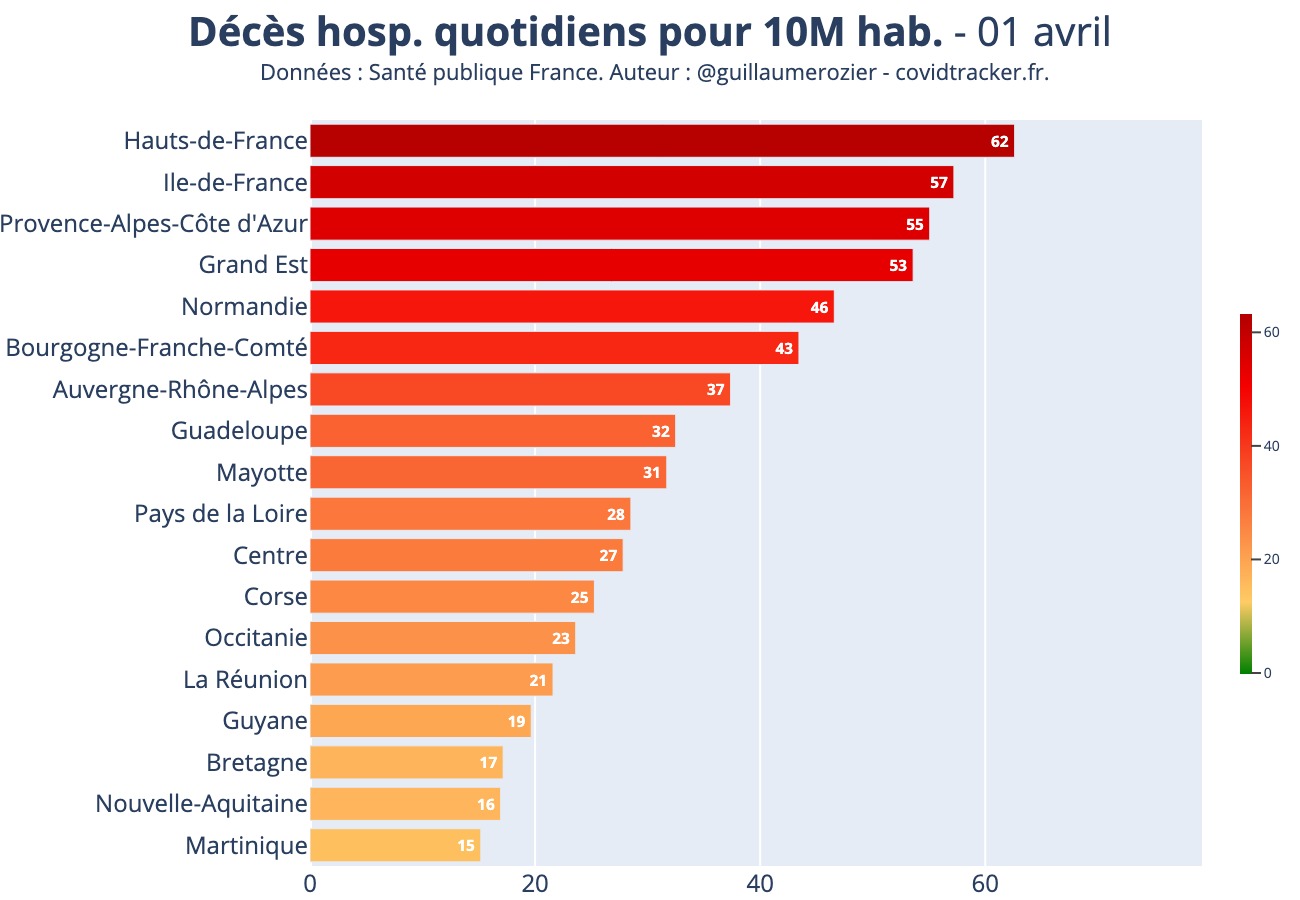 Décès hosp. quotidiens pour 10M hab. - 01 avril
Données : Santé publique France. Auteur : @guillaumerozier - covidtracker.fr.
Hauts-de-France 62
Ile-de-France 57
Provence-Alpes-Côte d'Azur 55
Grand Est 53
Normandie 46
Bourgogne-Franche-Comté 43
Auvergne-Rhône-Alpes 37
Guadeloupe 32
Mayotte 31
Pays de la Loire 28
Centre 27
Corse 25
Occitanie 23
La Réunion 21
Guyane 19
Bretagne 17
Nouvelle-Aquitaine 16
Martinique 15
0 20 40 60
60
40
20
0